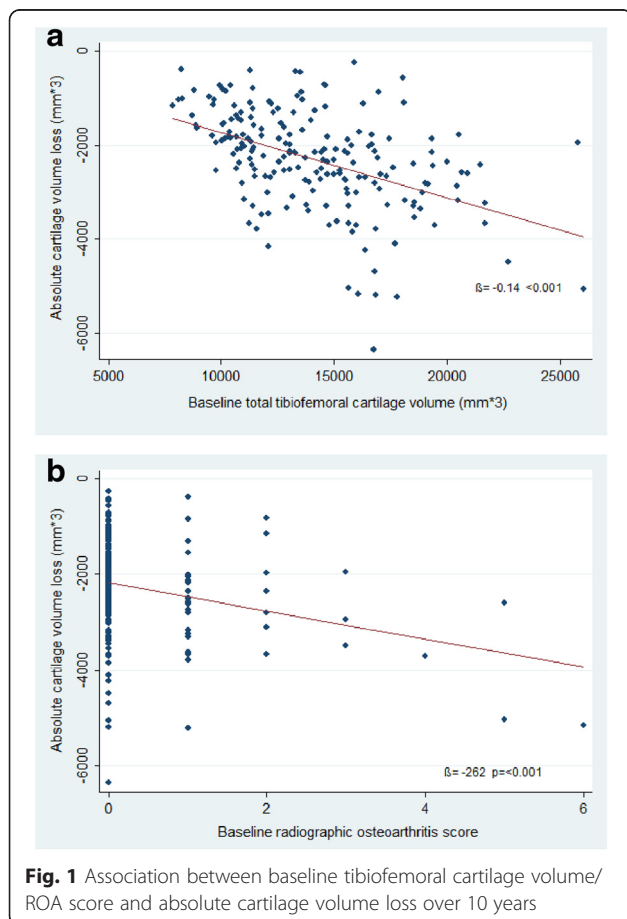 a
0
-2000
-4000
-6000
Absolute cartilage volume loss (mm*3)
ß= -0.14 <0.001
5000 10000 15000 20000 25000
Baseline total tibiofemoral cartilage volume (mm*3)
b
0
-2000
-4000
-6000
Absolute cartilage volume loss (mm*3)
ß= -262 p=<0.001
0 2 4 6
Baseline radiographic osteoarthritis score
Fig. 1 Association between baseline tibiofemoral cartilage volume/
ROA score and absolute cartilage volume loss over 10 years